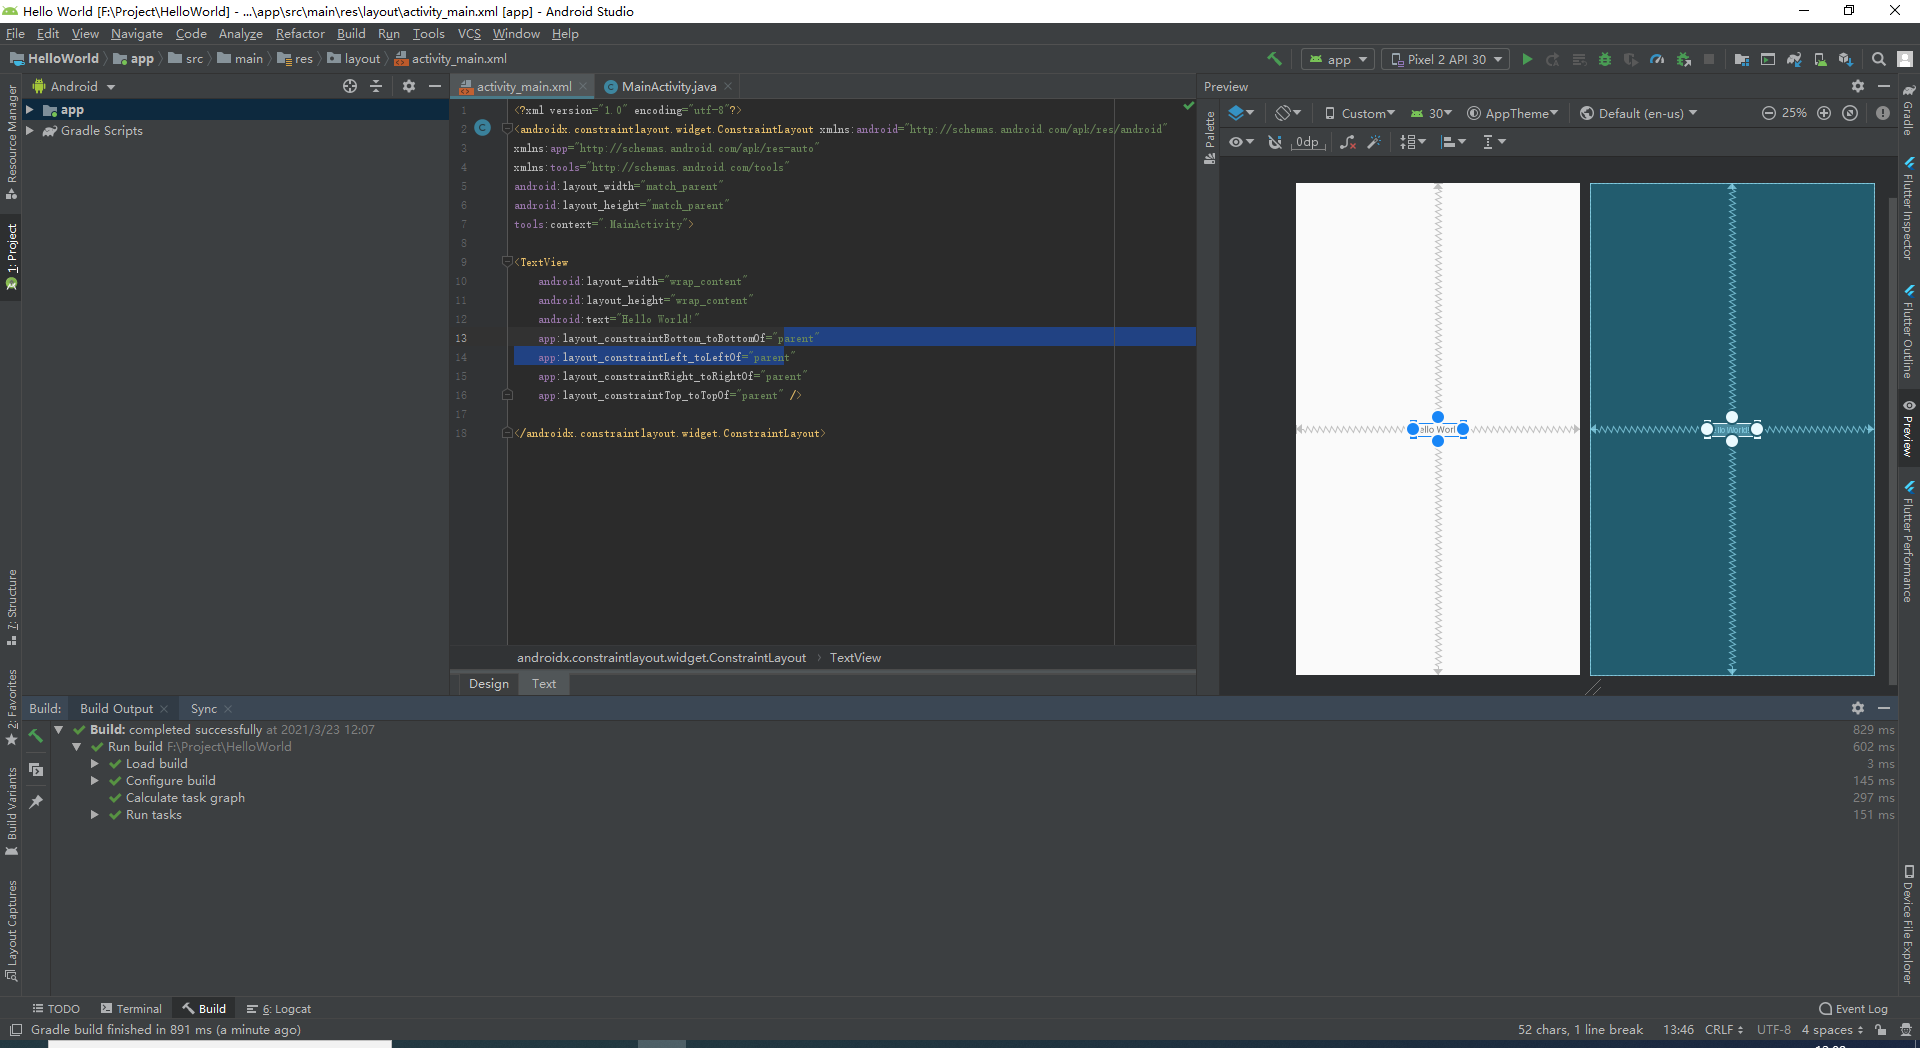 Hello World [F:\Project\HelloWorld] - ...\app\src\main\res\layout\activity_main.xml [app] - Android Studio
File Edit View Navigate Code Analyze Refactor Build Run Tools VCS Window Help
HelloWorld app src main res layout activity_main.xml
app Pixel 2 API 30
Android
activity_main.xml MainActivity.java
Preview
Resource Manager
1: Project
app
Gradle Scripts
1 <?xml version="1.0" encoding="utf-8"?>
2 <androidx.constraintlayout.widget.ConstraintLayout xmlns:android="http://schemas.android.com/apk/res/android"
3 xmlns:app="http://schemas.android.com/apk/res-auto"
4 xmlns:tools="http://schemas.android.com/tools"
5 android:layout_width="match_parent"
6 android:layout_height="match_parent"
7 tools:context=".MainActivity">
8
9 <TextView
10 android:layout_width="wrap_content"
11 android:layout_height="wrap_content"
12 android:text="Hello World!"
13 app:layout_constraintBottom_toBottomOf="parent"
14 app:layout_constraintLeft_toLeftOf="parent"
15 app:layout_constraintRight_toRightOf="parent"
16 app:layout_constraintTop_toTopOf="parent" />
17
18 </androidx.constraintlayout.widget.ConstraintLayout>
androidx.constraintlayout.widget.ConstraintLayout TextView
Design Text
Palette
Custom 30 AppTheme Default (en-us) 25%
0dp
ello Worl
llo World!
Gradle
Flutter Inspector
Flutter Outline
Preview
Flutter Performance
Device File Explorer
7: Structure
2: Favorites
Build Variants
Layout Captures
Build: Build Output Sync
Build: completed successfully at 2021/3/23 12:07 829 ms
Run build F:\Project\HelloWorld 602 ms
Load build 3 ms
Configure build 145 ms
Calculate task graph 297 ms
Run tasks 151 ms
TODO Terminal Build 6: Logcat Event Log
Gradle build finished in 891 ms (a minute ago) 52 chars, 1 line break 13:46 CRLF UTF-8 4 spaces